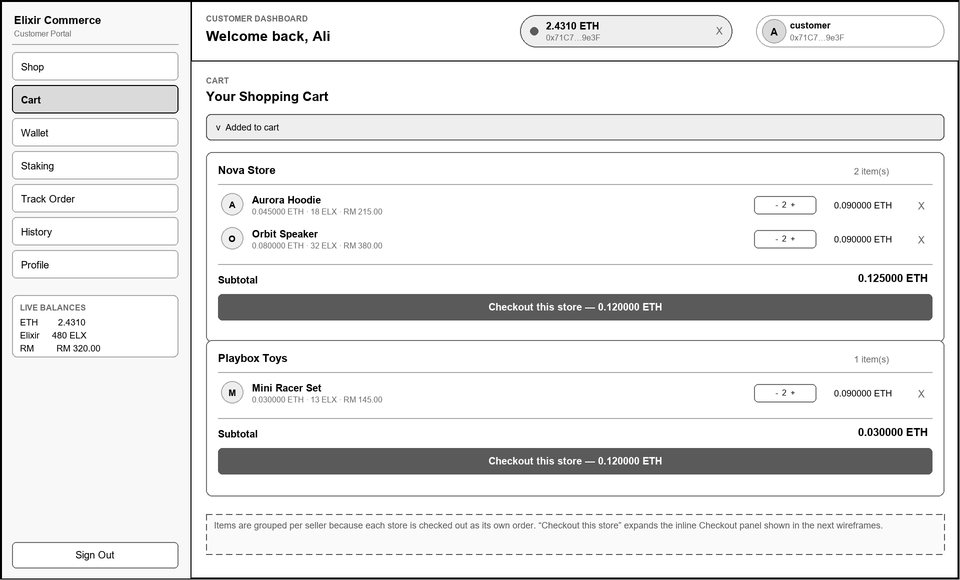 Elixir Commerce
Customer Portal
Shop
Cart
Wallet
Staking
Track Order
History
Profile
LIVE BALANCES
ETH 2.4310
Elixir 480 ELX
RM RM 320.00
Sign Out
CUSTOMER DASHBOARD
Welcome back, Ali
2.4310 ETH
0x71C7…9e3F
X
A
customer
0x71C7…9e3F
CART
Your Shopping Cart
v Added to cart
Nova Store 2 item(s)
A
Aurora Hoodie
0.045000 ETH · 18 ELX · RM 215.00
- 2 + 0.090000 ETH X
O
Orbit Speaker
0.080000 ETH · 32 ELX · RM 380.00
- 2 + 0.090000 ETH X
Subtotal 0.125000 ETH
Checkout this store — 0.120000 ETH
Playbox Toys 1 item(s)
M
Mini Racer Set
0.030000 ETH · 13 ELX · RM 145.00
- 2 + 0.090000 ETH X
Subtotal 0.030000 ETH
Checkout this store — 0.120000 ETH
Items are grouped per seller because each store is checked out as its own order. “Checkout this store” expands the inline Checkout panel shown in the next wireframes.